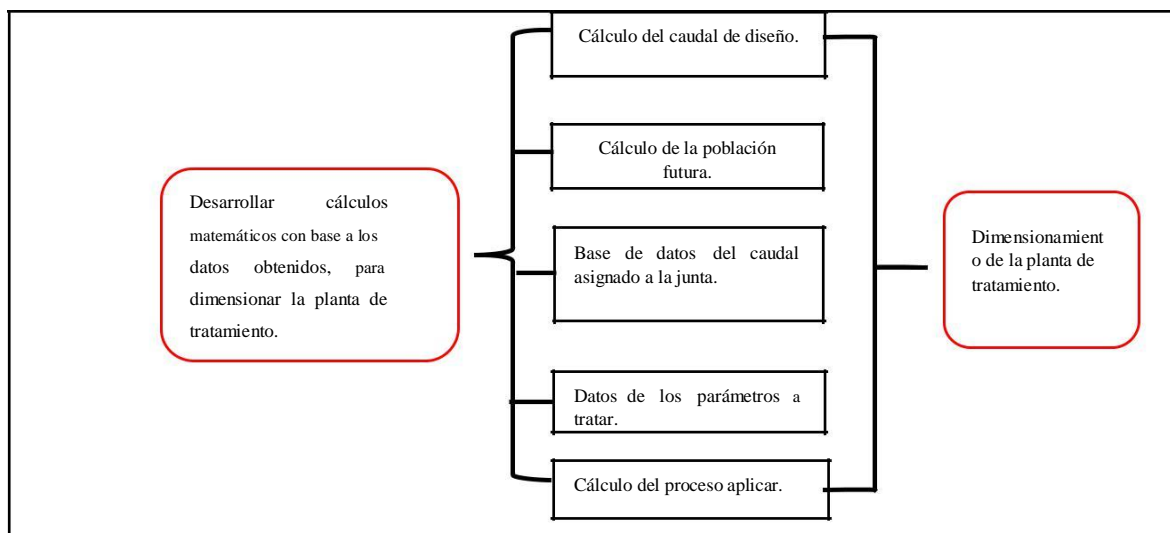 Desarrollar cálculos
matemáticos con base a los
datos obtenidos, para
dimensionar la planta de
tratamiento.
Cálculo del caudal de diseño.
Cálculo de la población
futura.
Base de datos del caudal
asignado a la junta.
Datos de los parámetros a
tratar.
Cálculo del proceso aplicar.
Dimensionamient
o de la planta de
tratamiento.